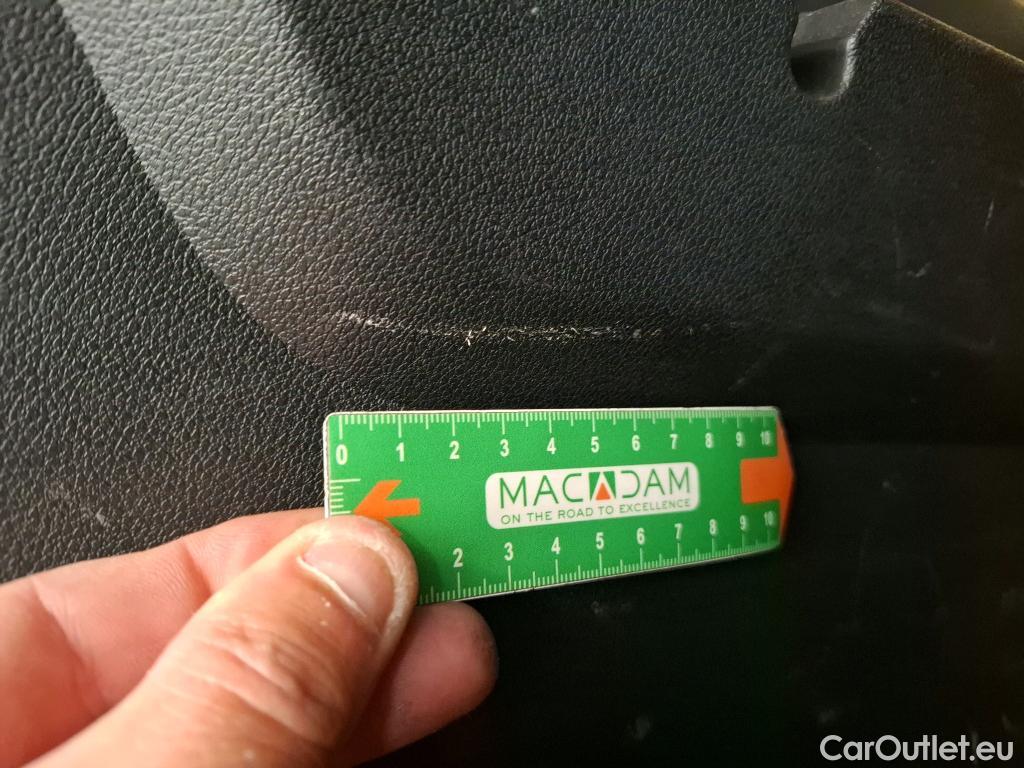 0 1 2 3 4 5 6 7 8 9 10
MACADAM
ON THE ROAD TO EXCELLENCE
2 3 4 5 6 7 8 9 10
CarOutlet.eu